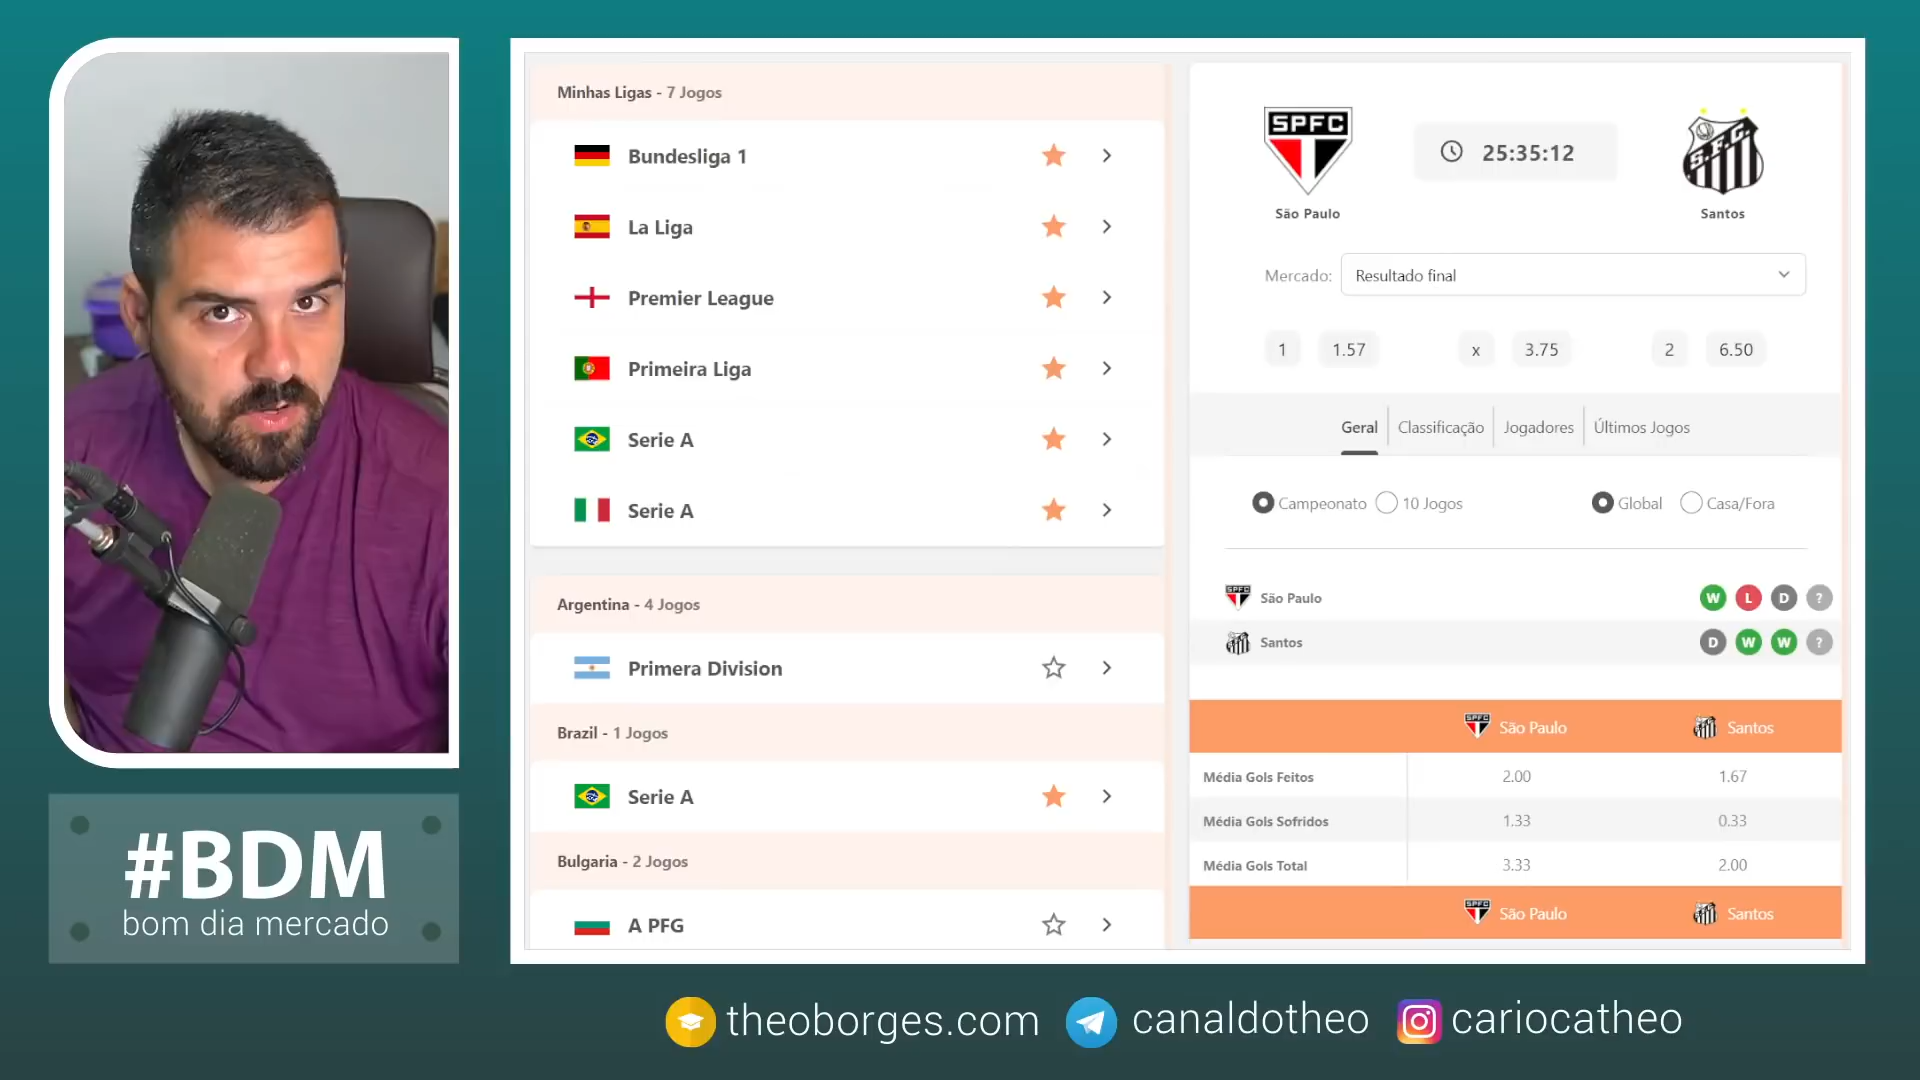 #BDM
bom dia mercado
Minhas Ligas - 7 Jogos
Bundesliga 1
La Liga
Premier League
Primeira Liga
Serie A
Serie A
Argentina - 4 Jogos
Primera Division
Brazil - 1 Jogos
Serie A
Bulgaria - 2 Jogos
A PFG
SPFC
São Paulo
25:35:12
S.F.C
Santos
Mercado: Resultado final
1 1.57 x 3.75 2 6.50
Geral Classificação Jogadores Últimos Jogos
Campeonato 10 Jogos Global Casa/Fora
SPFC São Paulo W L D ?
Santos D W W ?
SPFC São Paulo Santos
Média Gols Feitos 2.00 1.67
Média Gols Sofridos 1.33 0.33
Média Gols Total 3.33 2.00
SPFC São Paulo Santos
theoborges.com canaldotheo cariocatheo